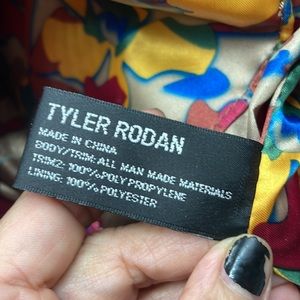 TYLER RODAN
MADE IN CHINA
BODY/TRIM: ALL MAN MADE MATERIALS
TRIM2: 100% POLYPROPYLENE
LINING: 100% POLYESTER